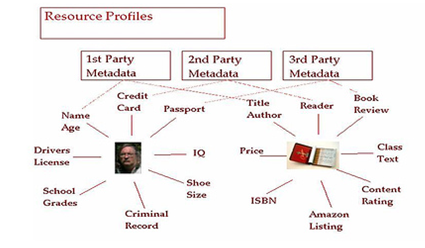 Resource Profiles
1st Party
Metadata
2nd Party
Metadata
3rd Party
Metadata
Name
Age
Credit
Card
Passport
Title
Author
Reader
Book
Review
Drivers
License
IQ
Price
Class
Text
School
Grades
Shoe
Size
Criminal
Record
ISBN
Amazon
Listing
Content
Rating